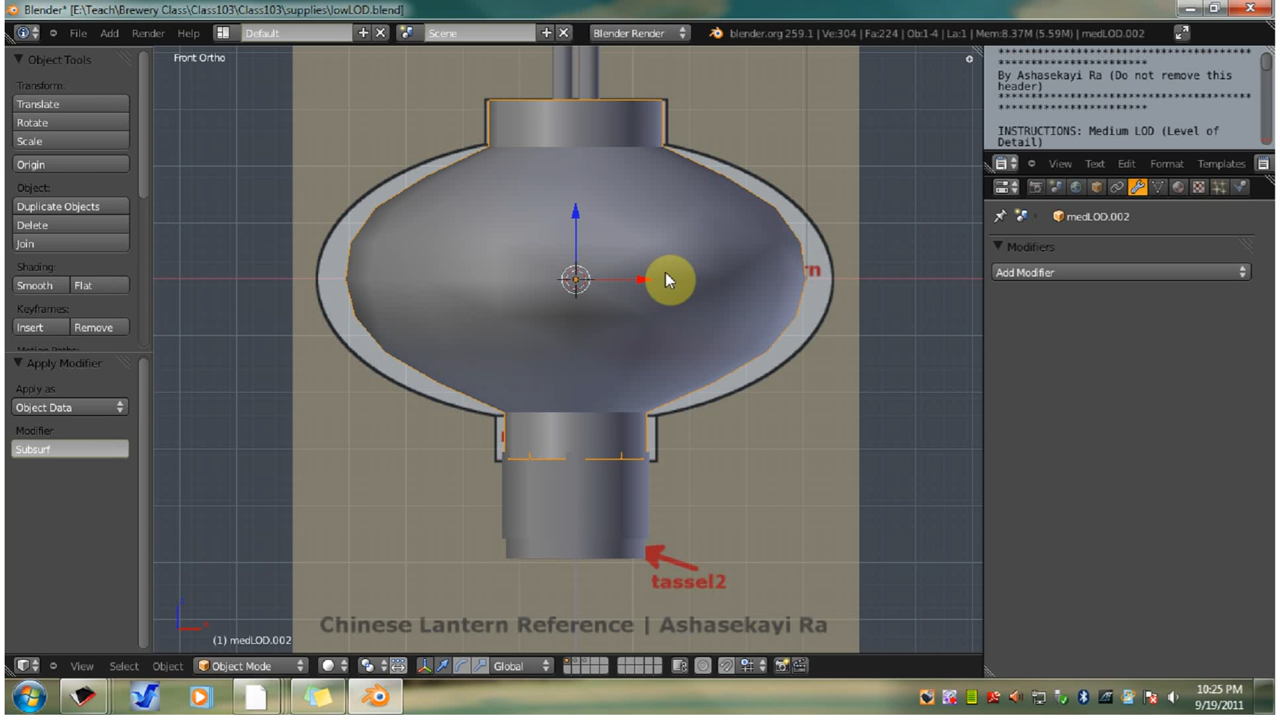 Blender* [E:\Teach\Brewery Class\Class103\Class103\supplies\lowLOD.blend]
File Add Render Help Default Scene Blender Render blender.org 259.1 | Ve:304 | Fa:224 | Ob:1-4 | La:1 | Mem:8.37M (5.59M) | medLOD.002
Object Tools
Transform:
Translate
Rotate
Scale
Origin
Object:
Duplicate Objects
Delete
Join
Shading:
Smooth Flat
Keyframes:
Insert Remove
Apply Modifier
Apply as
Object Data
Modifier
Subsurf
Front Ortho
tassel2
Chinese Lantern Reference | Ashasekayi Ra
(1) medLOD.002
****************************************
**********************
By Ashasekayi Ra (Do not remove this
header)
****************************************
**********************
INSTRUCTIONS: Medium LOD (Level of
Detail)
View Text Edit Format Templates
medLOD.002
Modifiers
Add Modifier
View Select Object Object Mode Global
10:25 PM
9/19/2011